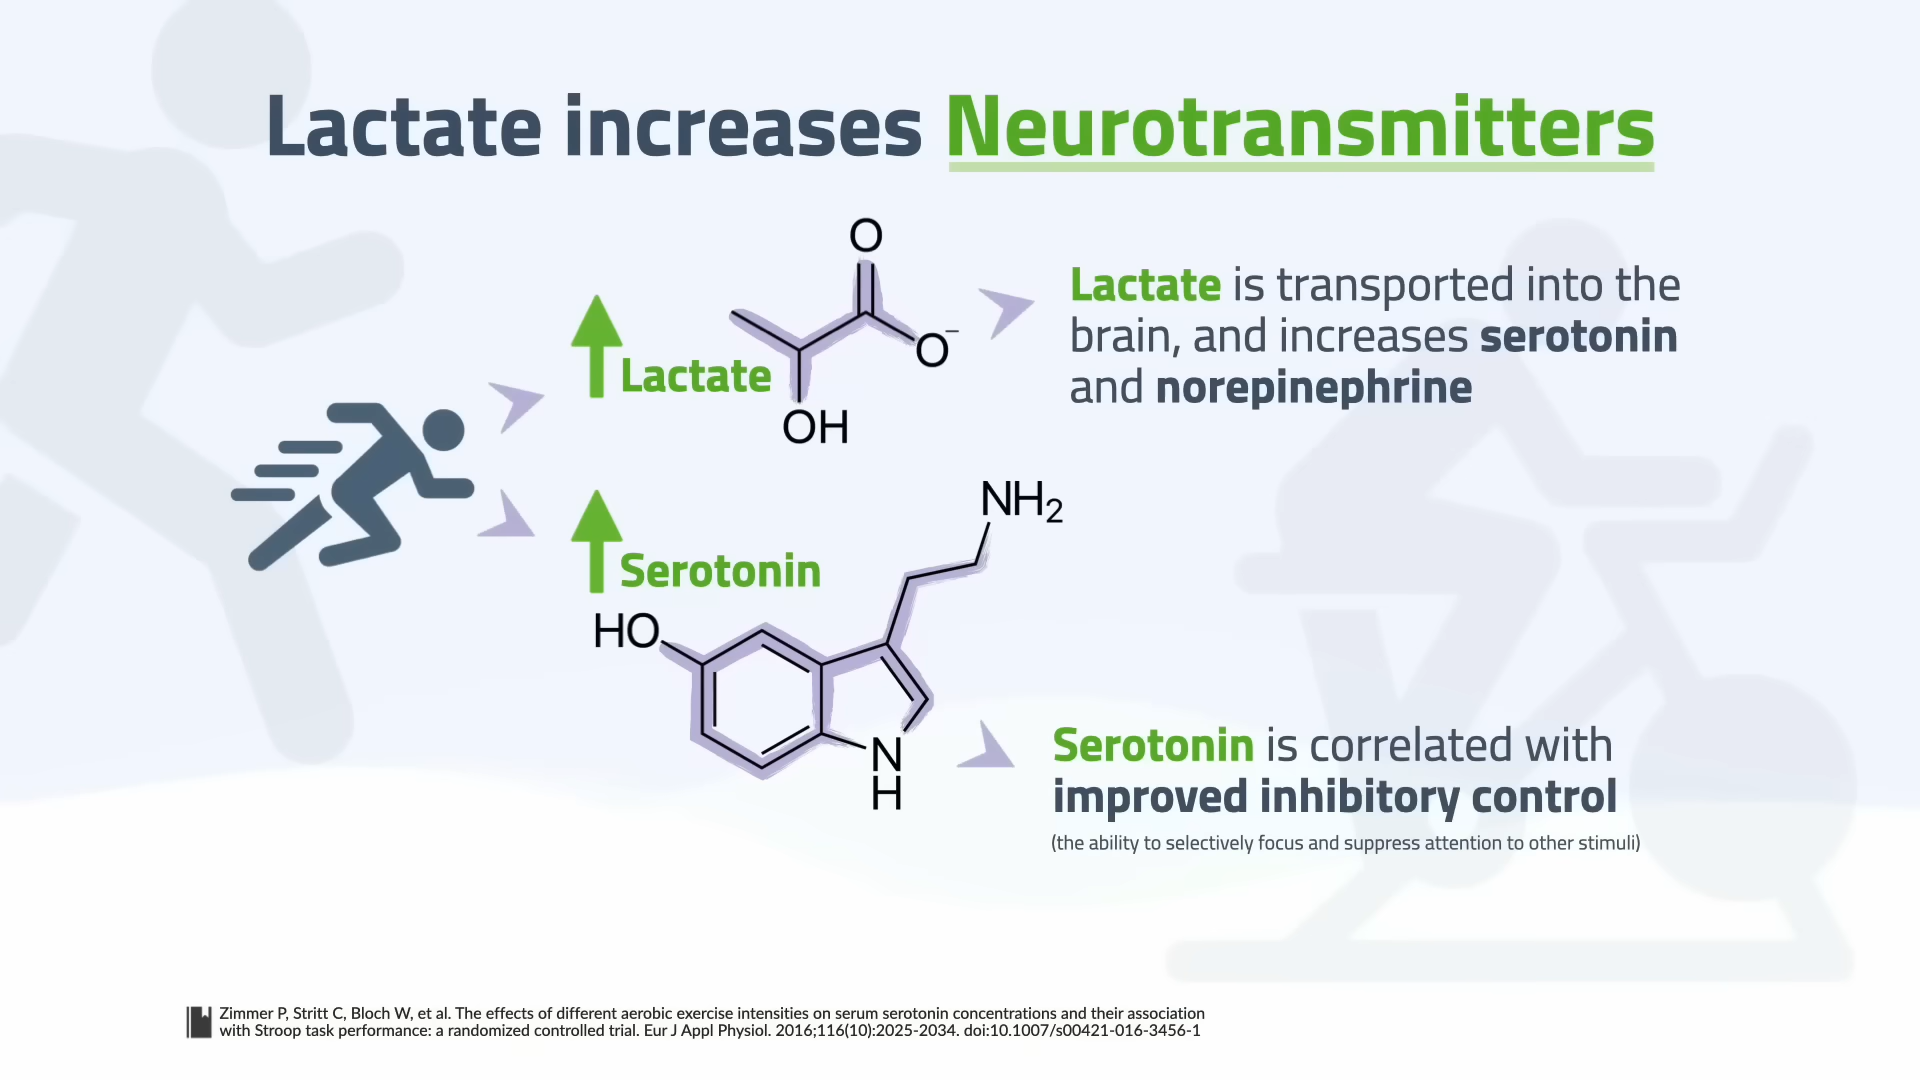 Lactate increases Neurotransmitters
O
O⁻
OH
Lactate
Lactate is transported into the
brain, and increases serotonin
and norepinephrine
NH₂
Serotonin
HO
N
H
Serotonin is correlated with
improved inhibitory control
(the ability to selectively focus and suppress attention to other stimuli)
Zimmer P, Stritt C, Bloch W, et al. The effects of different aerobic exercise intensities on serum serotonin concentrations and their association
with Stroop task performance: a randomized controlled trial. Eur J Appl Physiol. 2016;116(10):2025-2034. doi:10.1007/s00421-016-3456-1